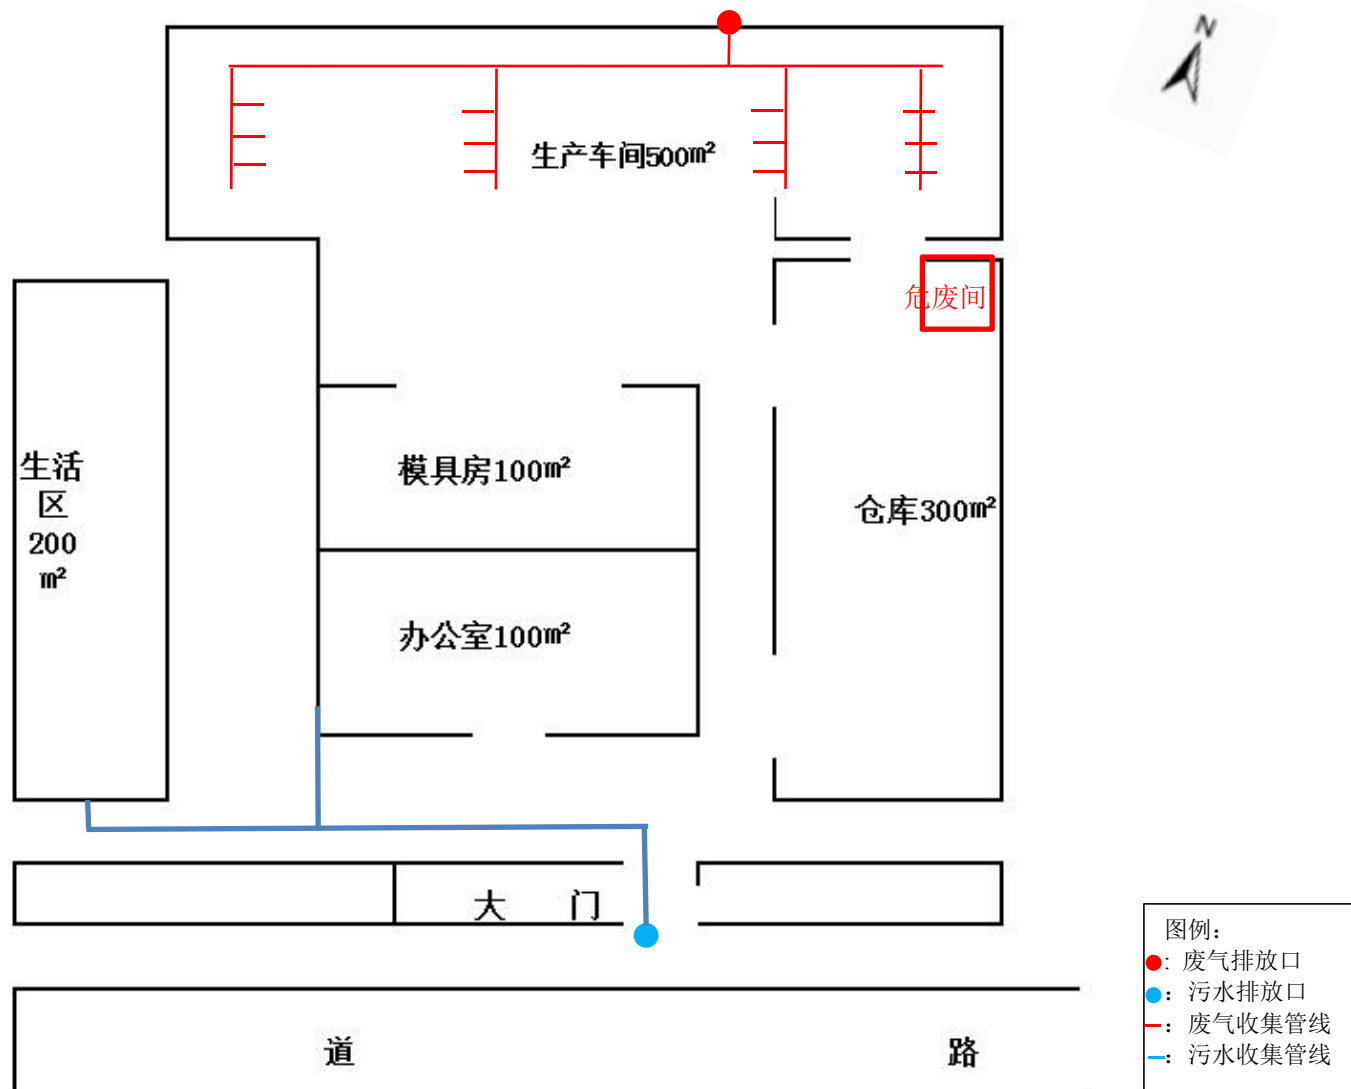 N
生产车间500㎡
危废间
生活
区
200
㎡
模具房100㎡
仓库300㎡
办公室100㎡
大 门
道 路
图例：
：废气排放口
：污水排放口
：废气收集管线
：污水收集管线